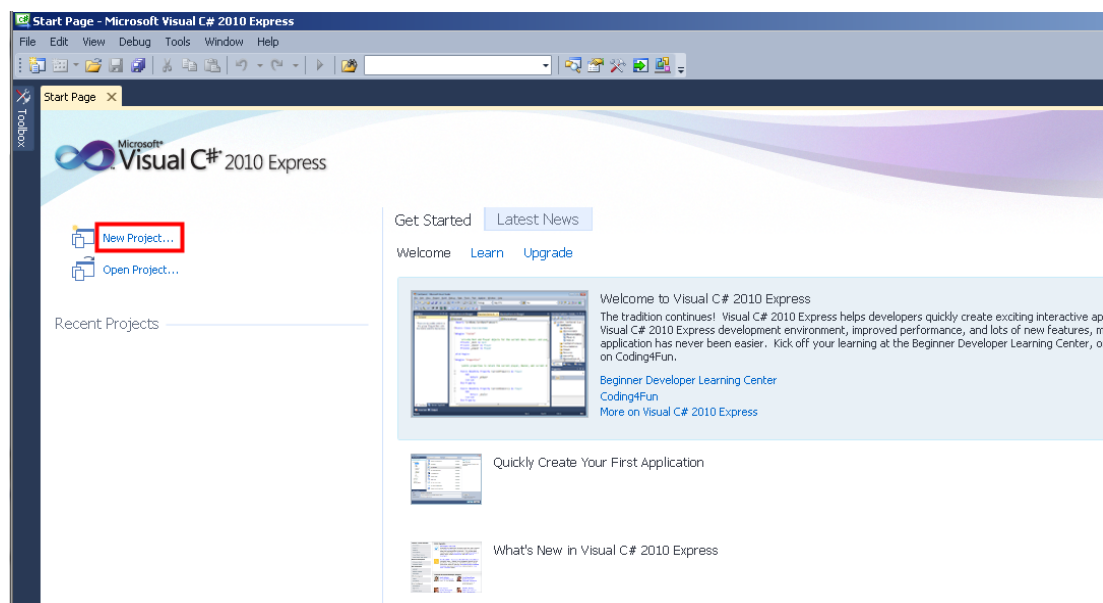 Start Page - Microsoft Visual C# 2010 Express
File Edit View Debug Tools Window Help
Toolbox
Start Page
Microsoft®
Visual C# 2010 Express
New Project...
Open Project...
Recent Projects
Get Started Latest News
Welcome Learn Upgrade
Welcome to Visual C# 2010 Express
The tradition continues! Visual C# 2010 Express helps developers quickly create exciting interactive ap
Visual C# 2010 Express development environment, improved performance, and lots of new features, m
application has never been easier. Kick off your learning at the Beginner Developer Learning Center, o
on Coding4Fun.
Beginner Developer Learning Center
Coding4Fun
More on Visual C# 2010 Express
Quickly Create Your First Application
What's New in Visual C# 2010 Express